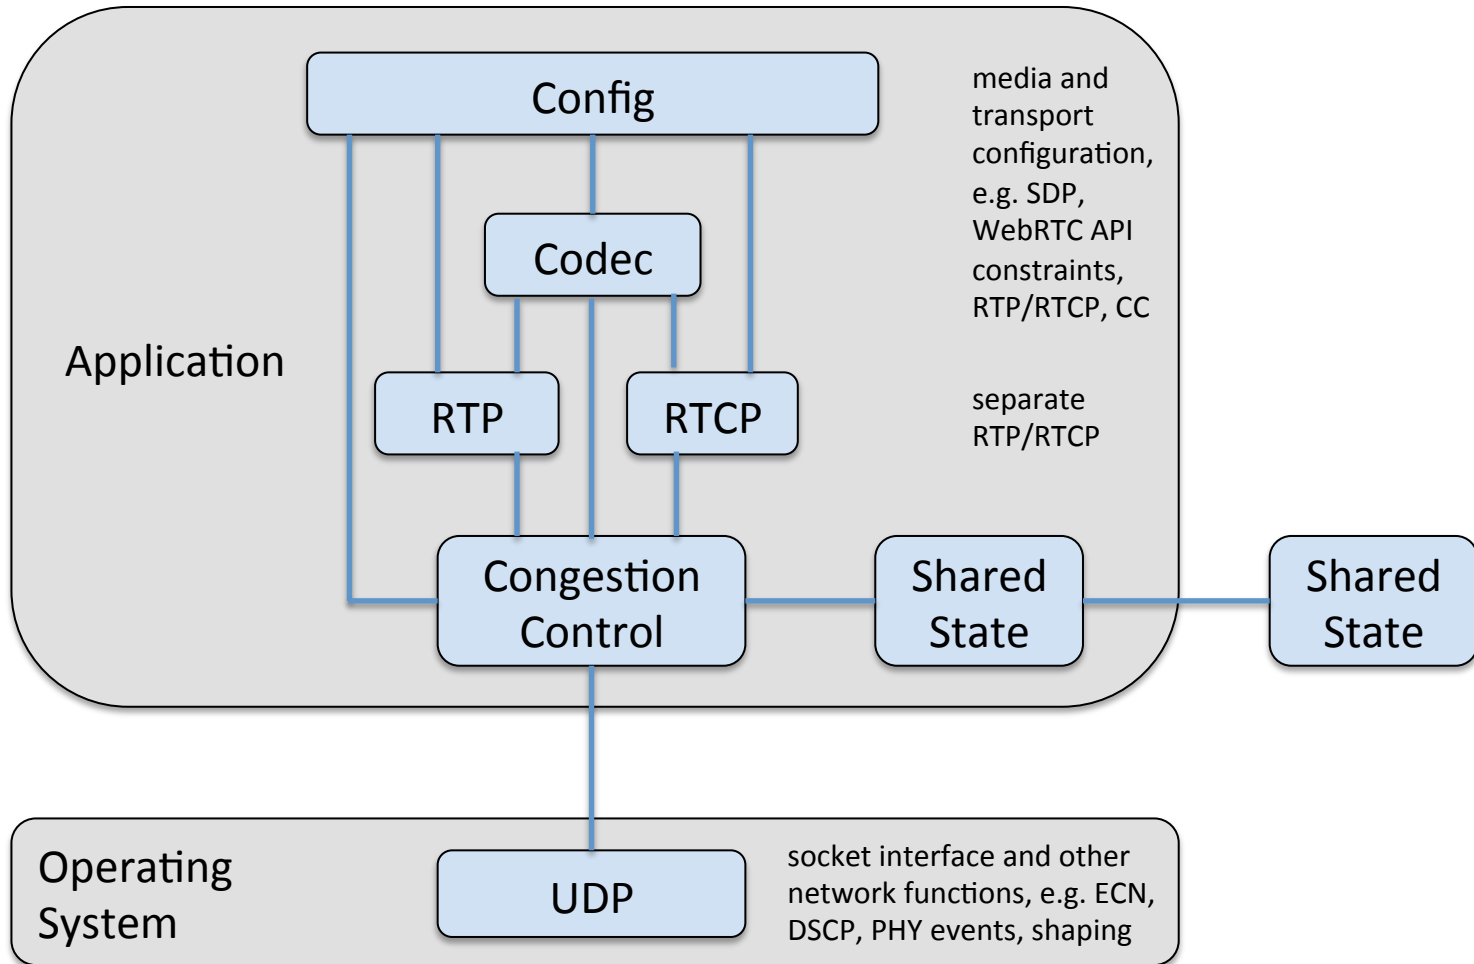 Config
media and
transport
configuration,
e.g. SDP,
WebRTC API
constraints,
RTP/RTCP, CC
Codec
Application
RTP
RTCP
separate
RTP/RTCP
Congestion
Control
Shared
State
Shared
State
Operating
System
UDP
socket interface and other
network functions, e.g. ECN,
DSCP, PHY events, shaping